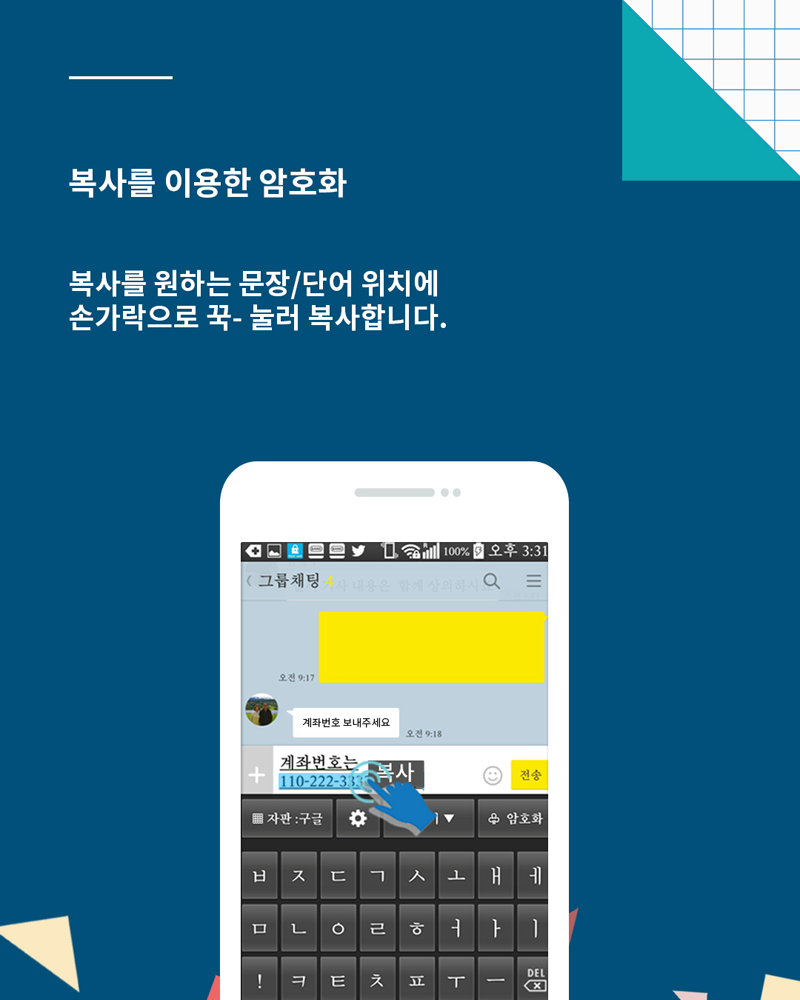 복사를 이용한 암호화
복사를 원하는 문장/단어 위치에
손가락으로 꾹- 눌러 복사합니다.
100% 오후 3:31
그룹채팅
오전 9:17
계좌번호 보내주세요
오전 9:18
계좌번호는
복사
110-222-333
전송
자판 :구글
▼
암호화
ㅂ ㅈ ㄷ ㄱ ㅅ ㅗ ㅐ ㅔ
ㅁ ㄴ ㅇ ㄹ ㅎ ㅓ ㅏ ㅣ
! ㅋ ㅌ ㅊ ㅍ ㅜ ㅡ DEL